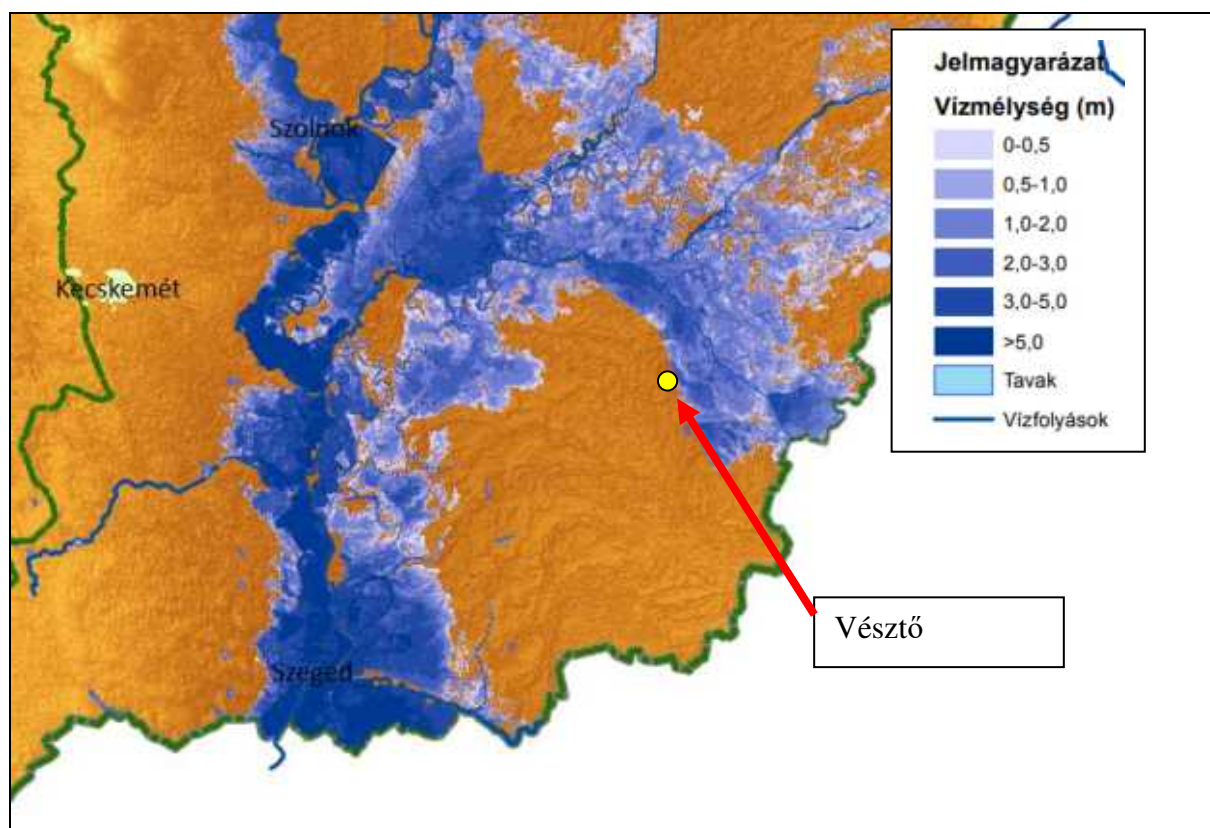 Szolnok
Kecskemét
Szeged
Vésztő
Jelmagyarázat
Vízmélység (m)
0-0,5
0,5-1,0
1,0-2,0
2,0-3,0
3,0-5,0
>5,0
Tavak
Vízfolyások